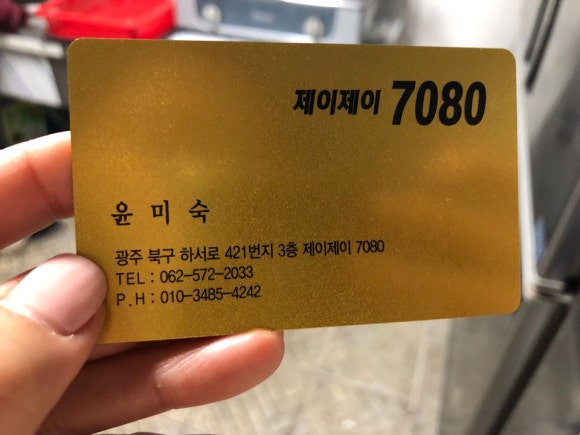 제이제이 7080
윤 미 숙
광주 북구 하서로 421번지 3층 제이제이 7080
TEL : 062-572-2033
P.H : 010-3485-4242